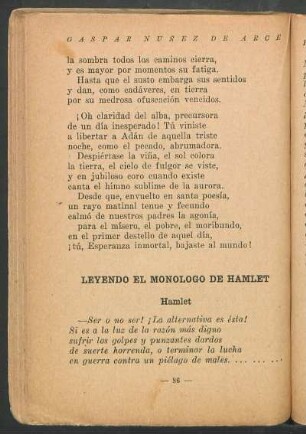 GASPAR NUÑEZ DE ARCE
la sombra todos los caminos cierra,
y es mayor por momentos su fatiga.
Hasta que el susto embarga sus sentidos
y dan, como cadáveres, en tierra
por su medrosa ofuscación vencidos.
¡Oh claridad del alba, precursora
de un día inesperado! Tú viniste
a libertar a Adán de aquella triste
noche, como el pecado, abrumadora.
Despiértase la viña, el sol colora
la tierra, el cielo de fulgor se viste,
y en jubiloso coro cuando existe
canta el himno sublime de la aurora.
Desde que, envuelto en santa poesía,
un rayo matinal tenue y fecundo
calmó de nuestros padres la agonía,
para el mísero, el pobre, el moribundo,
en el primer destello de aquel día,
¡tú, Esperanza inmortal, bajaste al mundo!
LEYENDO EL MONOLOGO DE HAMLET
Hamlet
—Ser o no ser! ¡La alternativa es ésta!
Si es a la luz de la razón más digno
sufrir los golpes y punzantes dardos
de suerte horrenda, o terminar la lucha
en guerra contra un piélago de males. . . . . . . . .
— 96 —